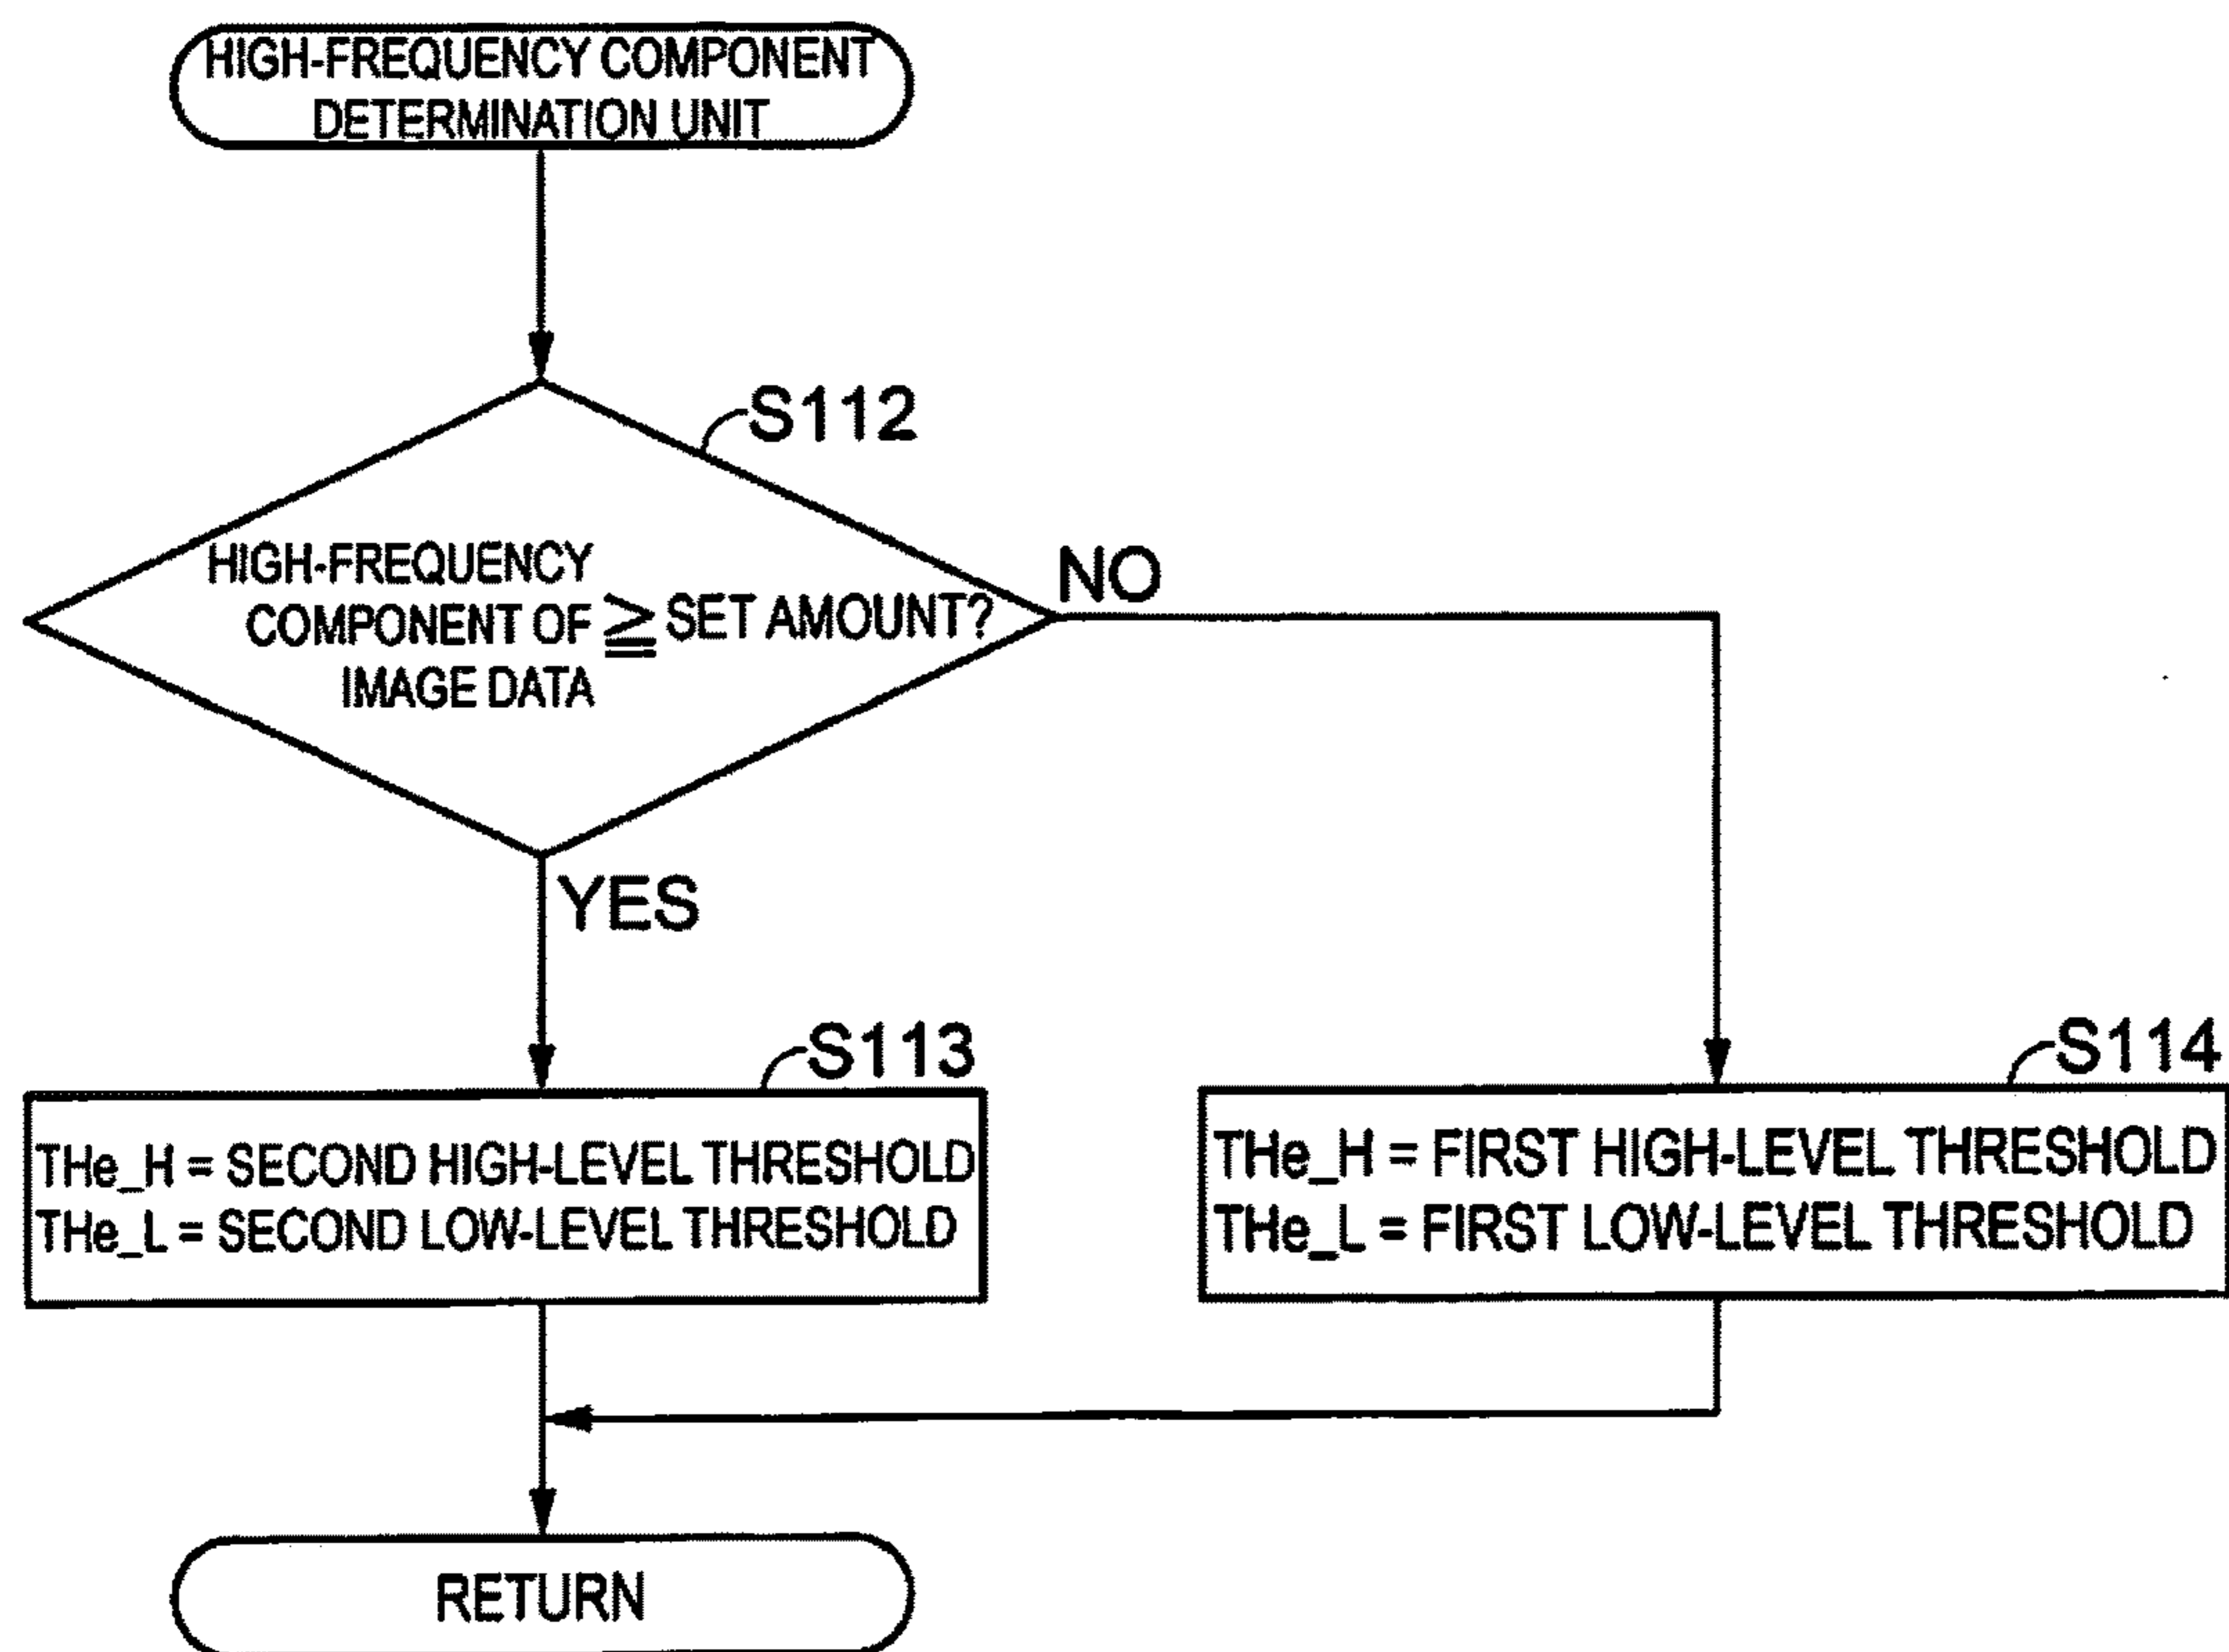 HIGH-FREQUENCY COMPONENT
DETERMINATION UNIT
S112
HIGH-FREQUENCY
COMPONENT OF ≧ SET AMOUNT?
IMAGE DATA
NO
YES
S113
THe_H = SECOND HIGH-LEVEL THRESHOLD
THe_L = SECOND LOW-LEVEL THRESHOLD
S114
THe_H = FIRST HIGH-LEVEL THRESHOLD
THe_L = FIRST LOW-LEVEL THRESHOLD
RETURN